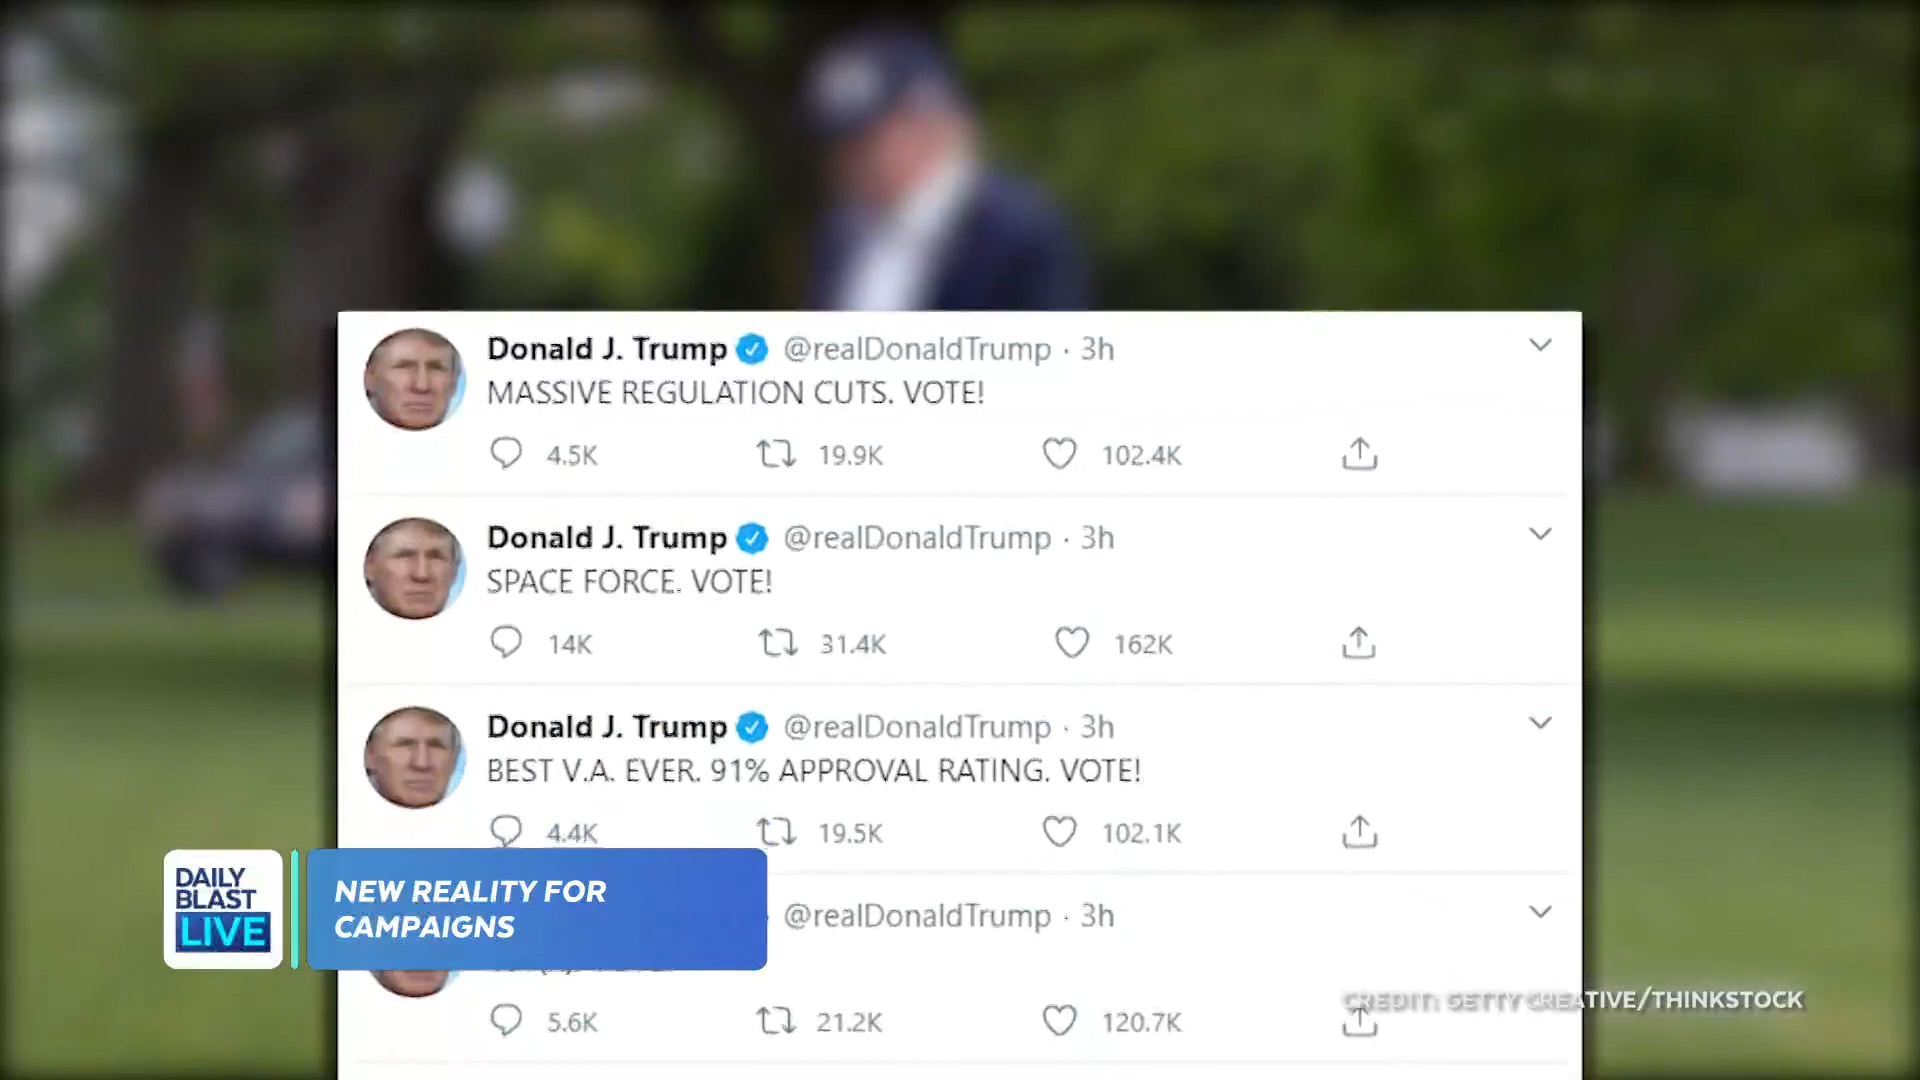 Donald J. Trump @realDonaldTrump · 3h
MASSIVE REGULATION CUTS. VOTE!
4.5K 19.9K 102.4K
Donald J. Trump @realDonaldTrump · 3h
SPACE FORCE. VOTE!
14K 31.4K 162K
Donald J. Trump @realDonaldTrump · 3h
BEST V.A. EVER. 91% APPROVAL RATING. VOTE!
4.4K 19.5K 102.1K
@realDonaldTrump · 3h
5.6K 21.2K 120.7K
DAILY
BLAST
LIVE
NEW REALITY FOR
CAMPAIGNS
CREDIT: GETTY CREATIVE/THINKSTOCK